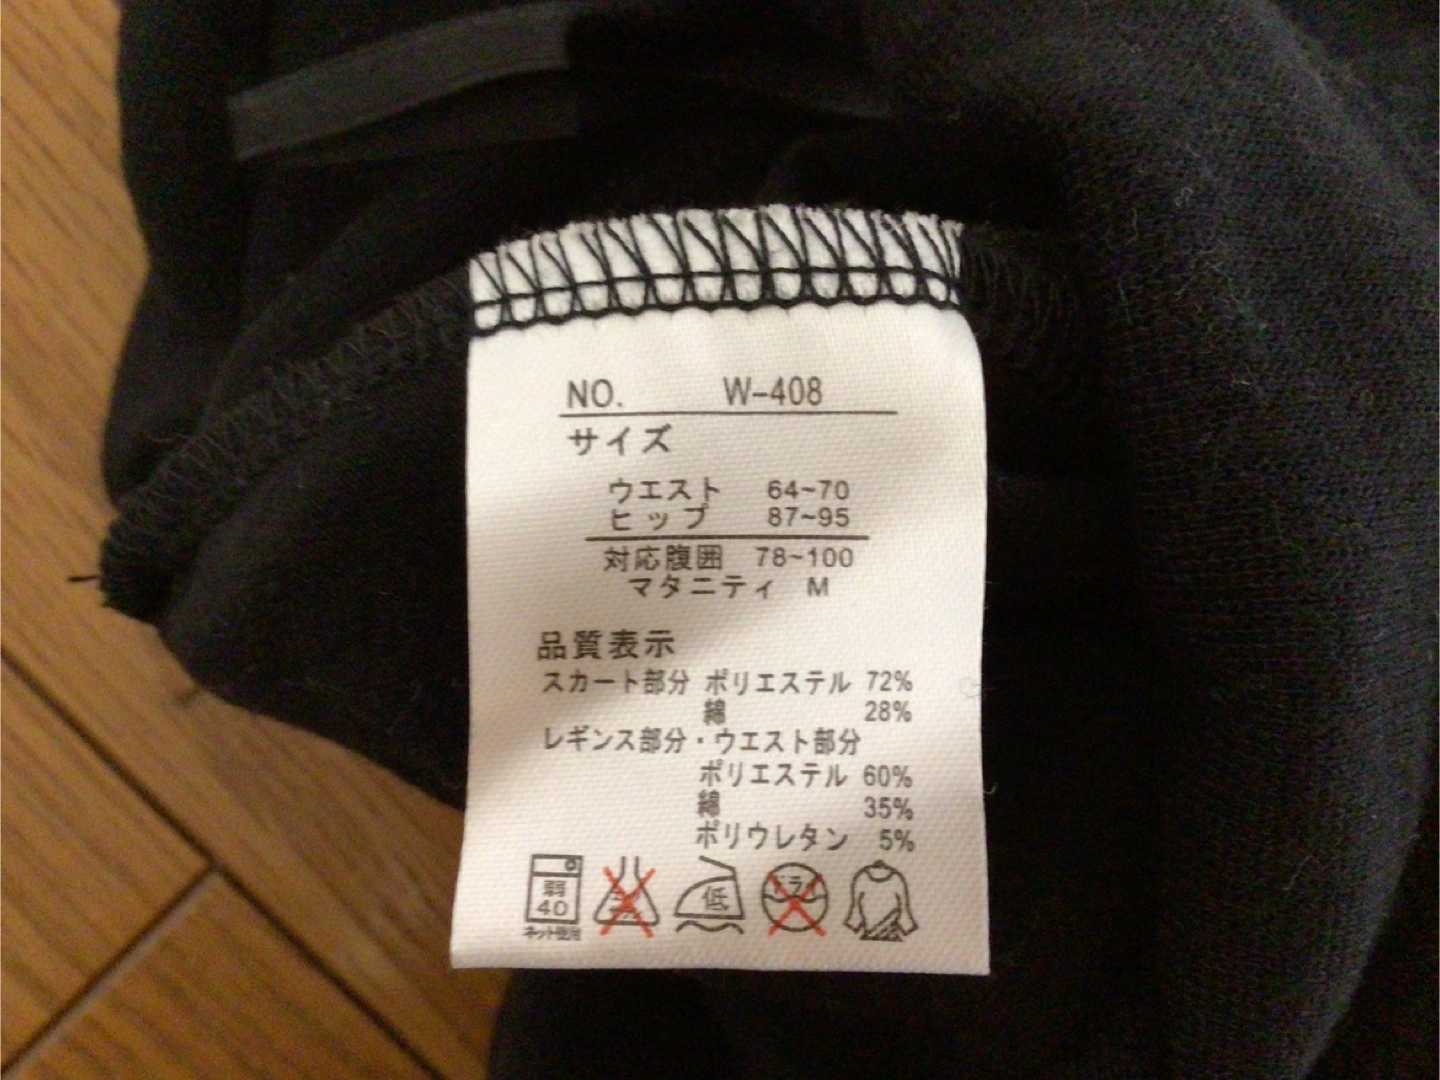 NO. W-408
サイズ
ウエスト 64~70
ヒップ 87~95
対応腹囲 78~100
マタニティ M
品質表示
スカート部分 ポリエステル 72%
綿 28%
レギンス部分・ウエスト部分
ポリエステル 60%
綿 35%
ポリウレタン 5%
弱 低 ドライ
40
ネット使用